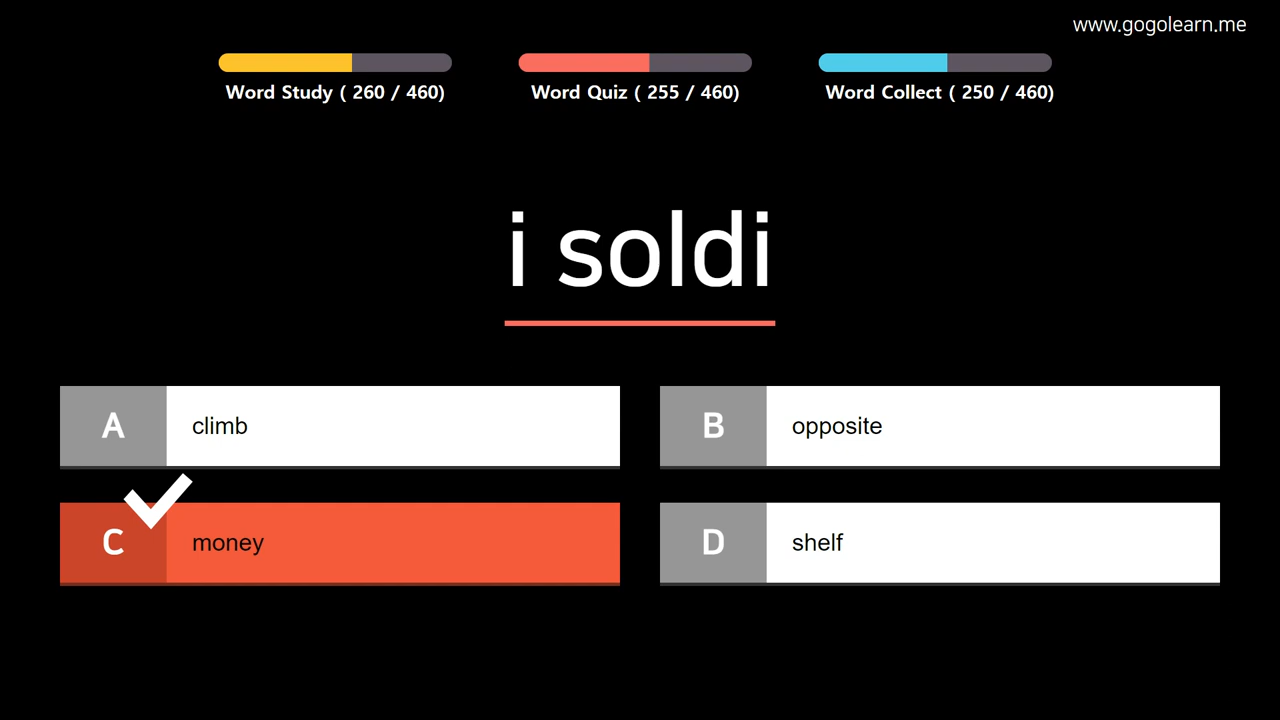 www.gogolearn.me
Word Study ( 260 / 460)
Word Quiz ( 255 / 460)
Word Collect ( 250 / 460)
i soldi
A climb
B opposite
C money
D shelf